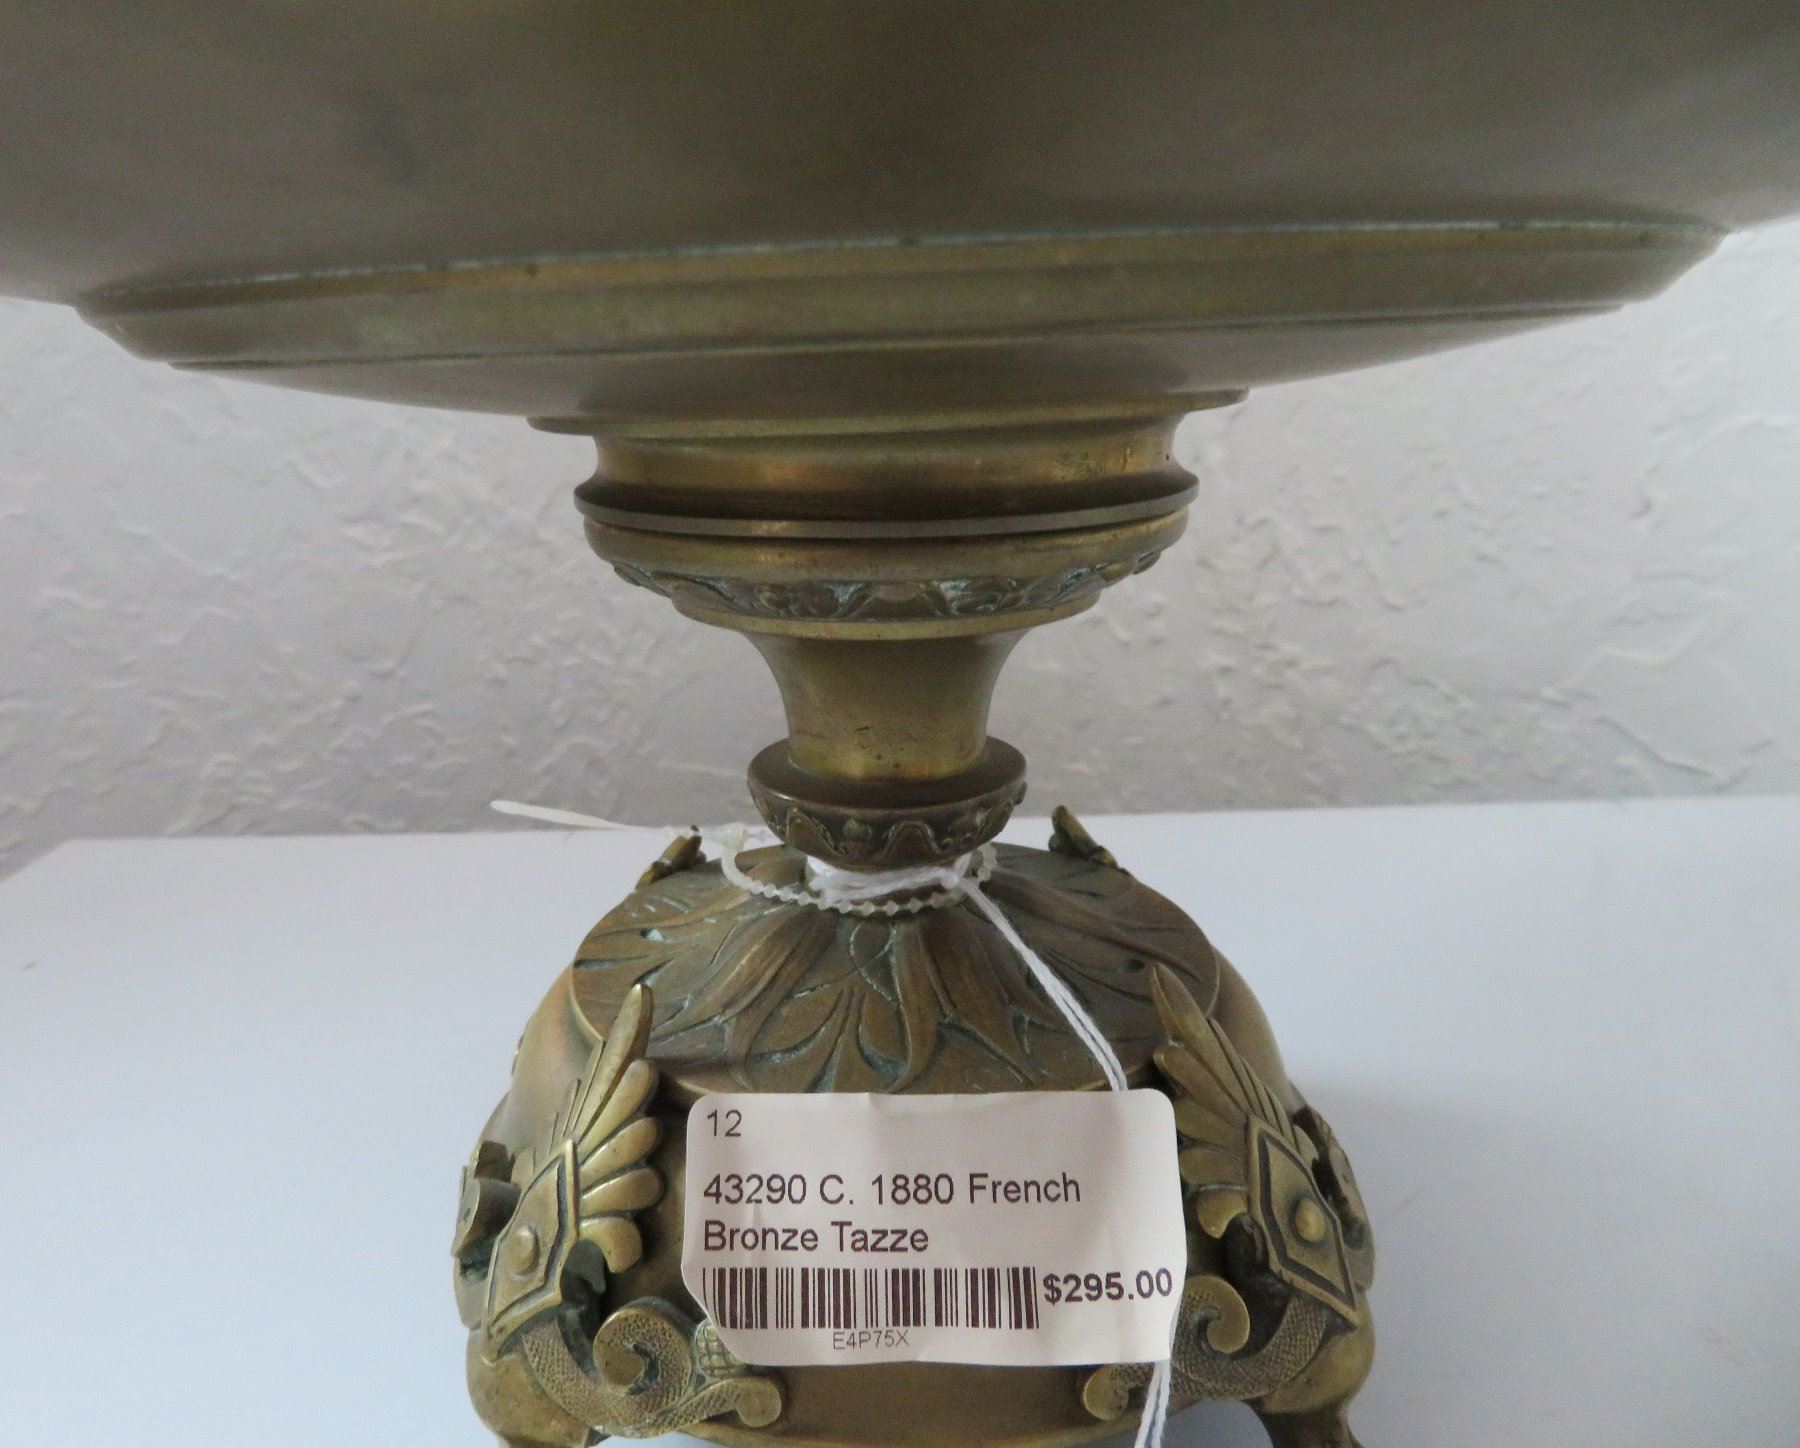 12
43290 C. 1880 French
Bronze Tazze
$295.00
E4P75X